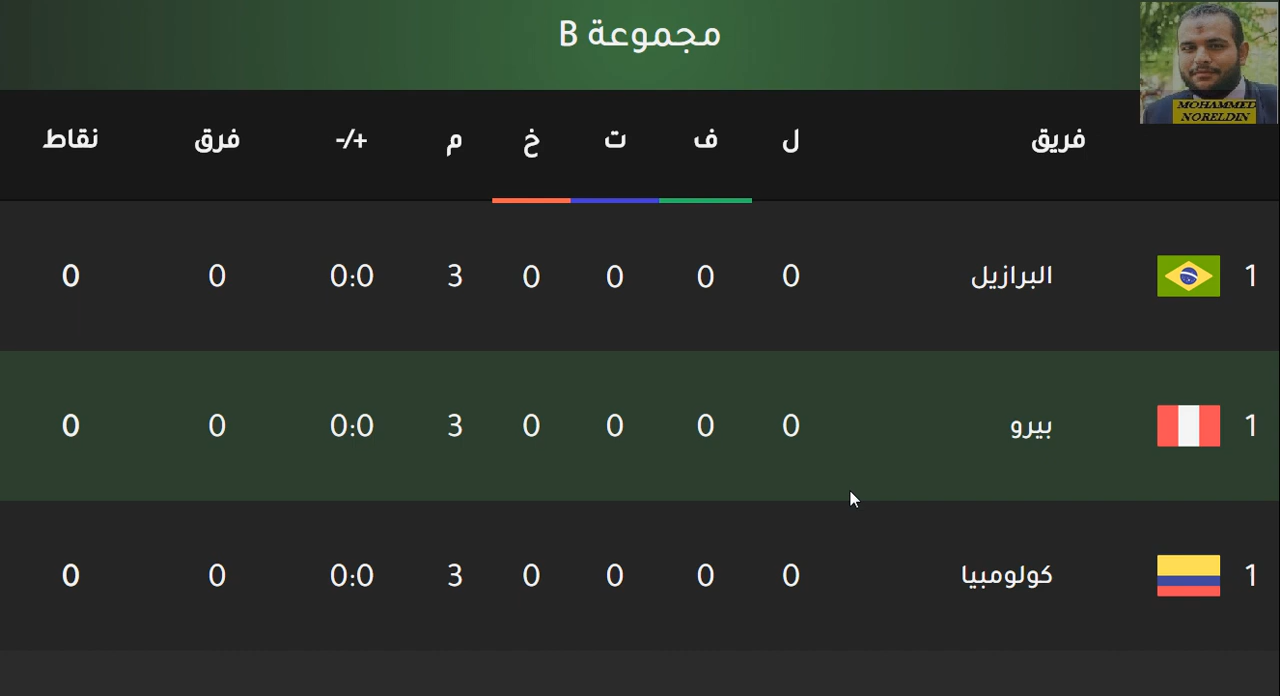 مجموعة B
MOHAMMED
NORELDIN
فريق ل ف ت خ م +/- فرق نقاط
1 البرازيل 0 0 0 0 3 0:0 0 0
1 بيرو 0 0 0 0 3 0:0 0 0
1 كولومبيا 0 0 0 0 3 0:0 0 0